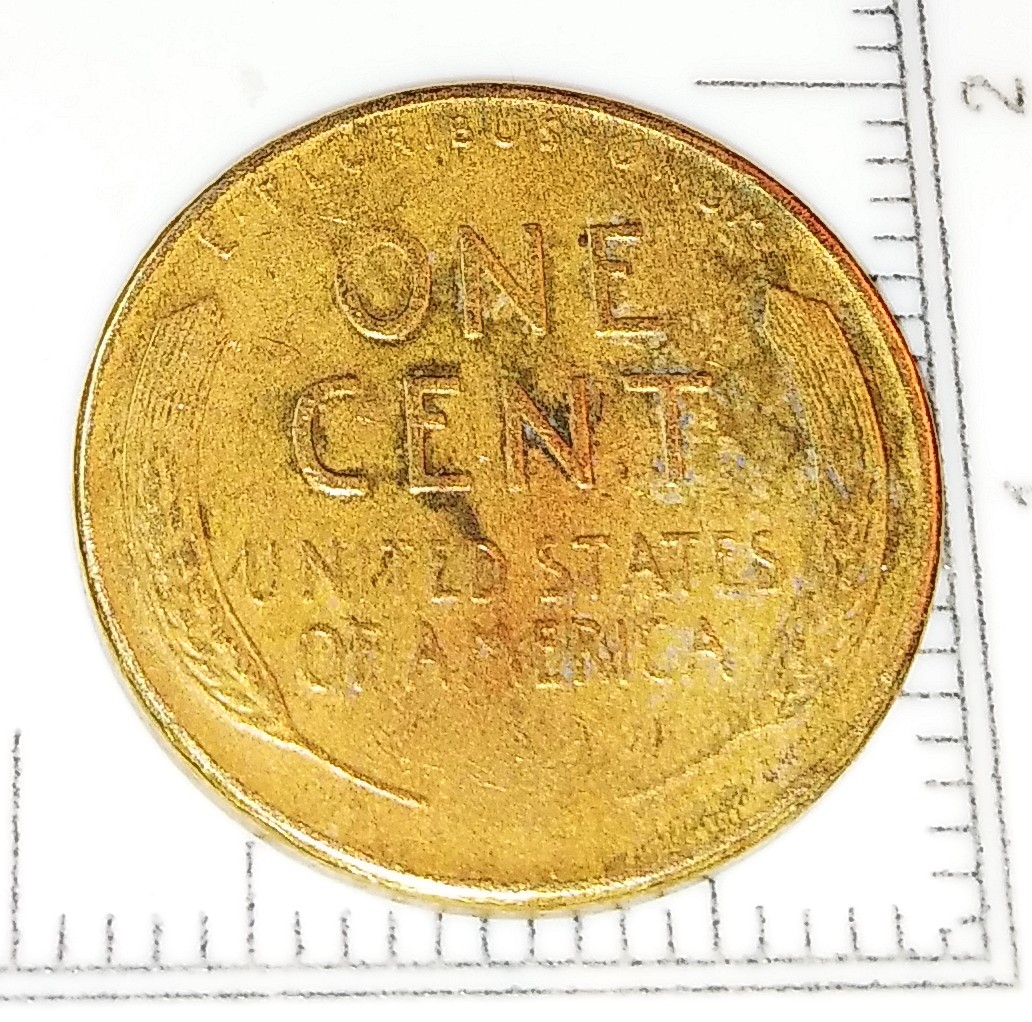 E PLURIBUS UNUM
ONE
CENT
UNITED STATES
OF AMERICA
2